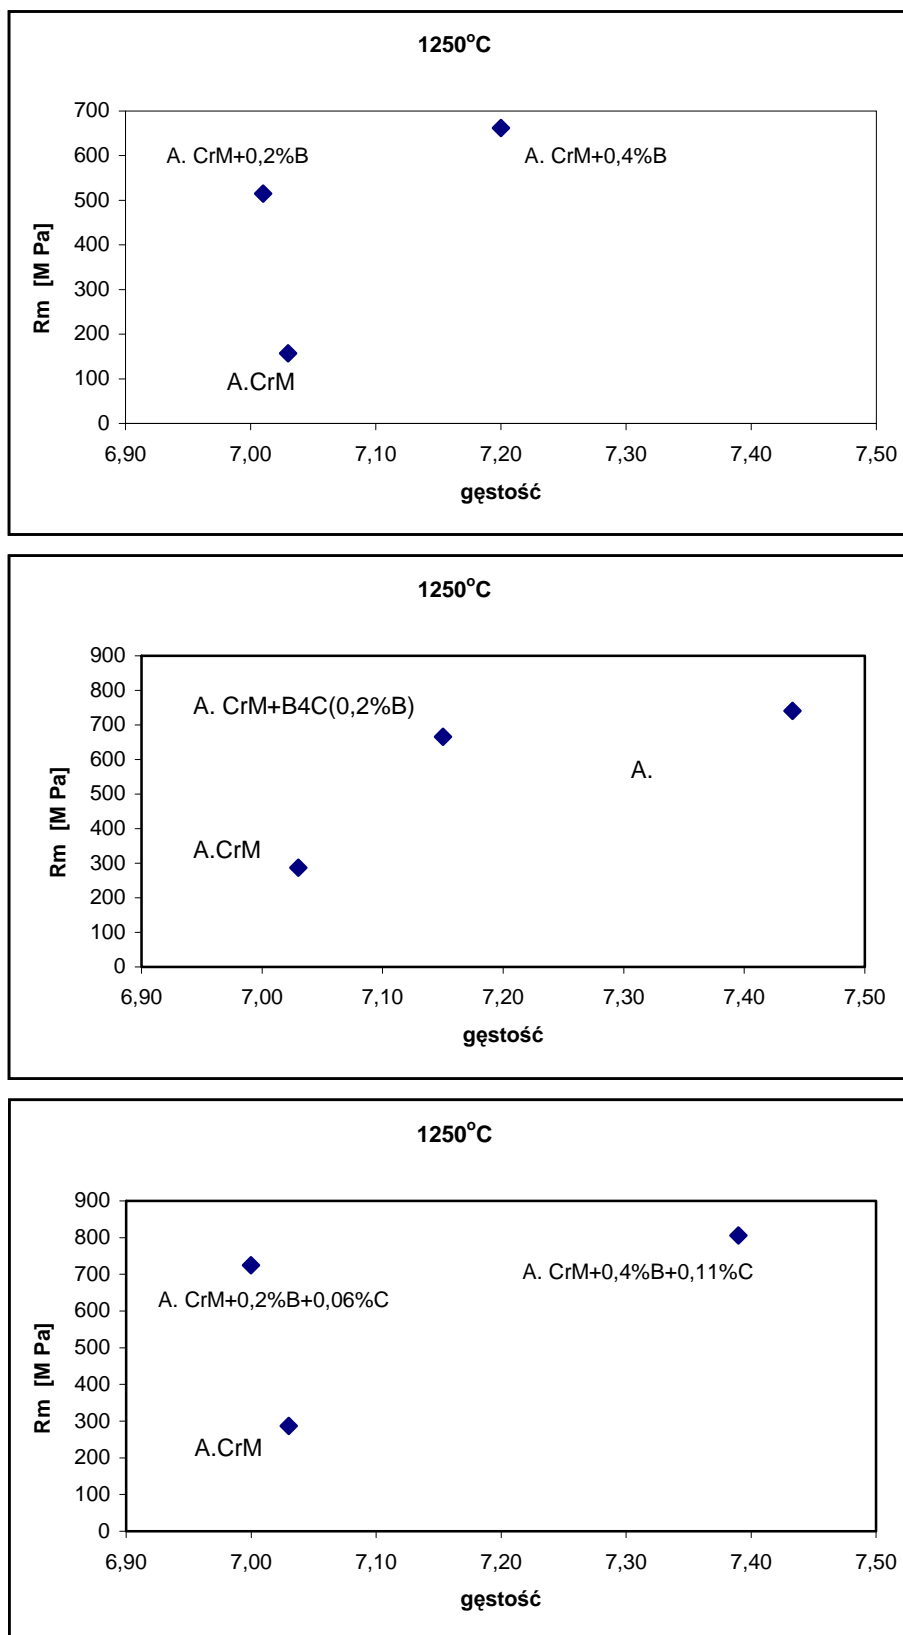 1250°C
700
600
500
400
300
200
100
0
A. CrM+0,2%B
A. CrM+0,4%B
A.CrM
Rm [M Pa]
6,90 7,00 7,10 7,20 7,30 7,40 7,50
gęstość
1250°C
900
800
700
600
500
400
300
200
100
0
A. CrM+B4C(0,2%B)
A.
A.CrM
Rm [M Pa]
6,90 7,00 7,10 7,20 7,30 7,40 7,50
gęstość
1250°C
900
800
700
600
500
400
300
200
100
0
A. CrM+0,2%B+0,06%C
A. CrM+0,4%B+0,11%C
A.CrM
Rm [M Pa]
6,90 7,00 7,10 7,20 7,30 7,40 7,50
gęstość